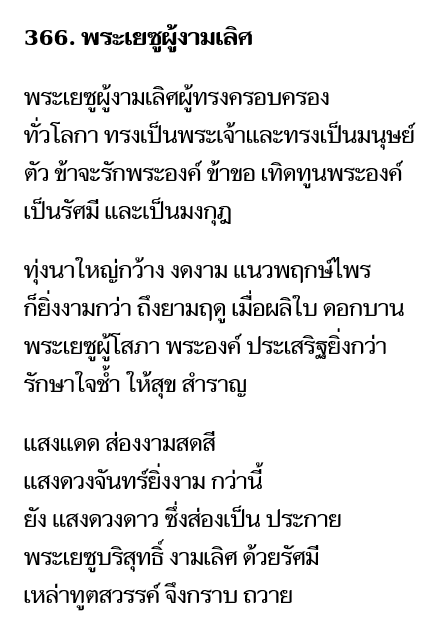 366. พระเยซูผู้งามเลิศ
พระเยซูผู้งามเลิศผู้ทรงครอบครอง
ทั่วโลกา ทรงเป็นพระเจ้าและทรงเป็นมนุษย์
ตัว ข้าจะรักพระองค์ ข้าขอ เทิดทูนพระองค์
เป็นรัศมี และเป็นมงกุฎ
ทุ่งนาใหญ่กว้าง งดงาม แนวพฤกษ์ไพร
ก็ยิ่งงามกว่า ถึงยามฤดู เมื่อผลิใบ ดอกบาน
พระเยซูผู้โสภา พระองค์ ประเสริฐยิ่งกว่า
รักษาใจช้ำ ให้สุข สำราญ
แสงแดด ส่องงามสดสี
แสงดวงจันทร์ยิ่งงาม กว่านี้
ยัง แสงดวงดาว ซึ่งส่องเป็น ประกาย
พระเยซูบริสุทธิ์ งามเลิศ ด้วยรัศมี
เหล่าทูตสวรรค์ จึงกราบ ถวาย